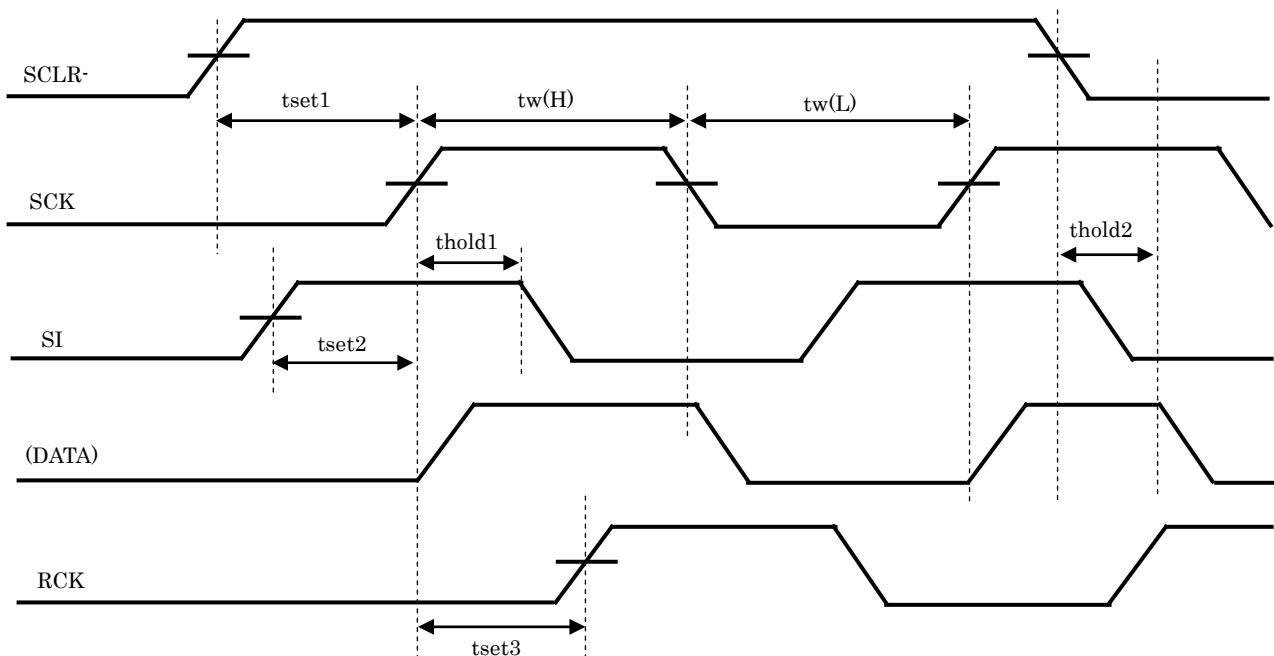 SCLR-
tset1
tw(H)
tw(L)
SCK
thold1
thold2
SI
tset2
(DATA)
RCK
tset3